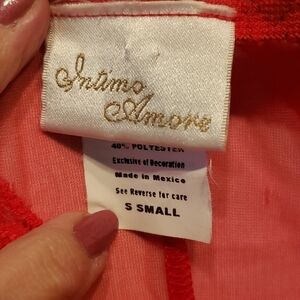 Intimo
Amore
40% POLYESTER
Exclusive of Decoration
Made in Mexico
See Reverse for care
S SMALL